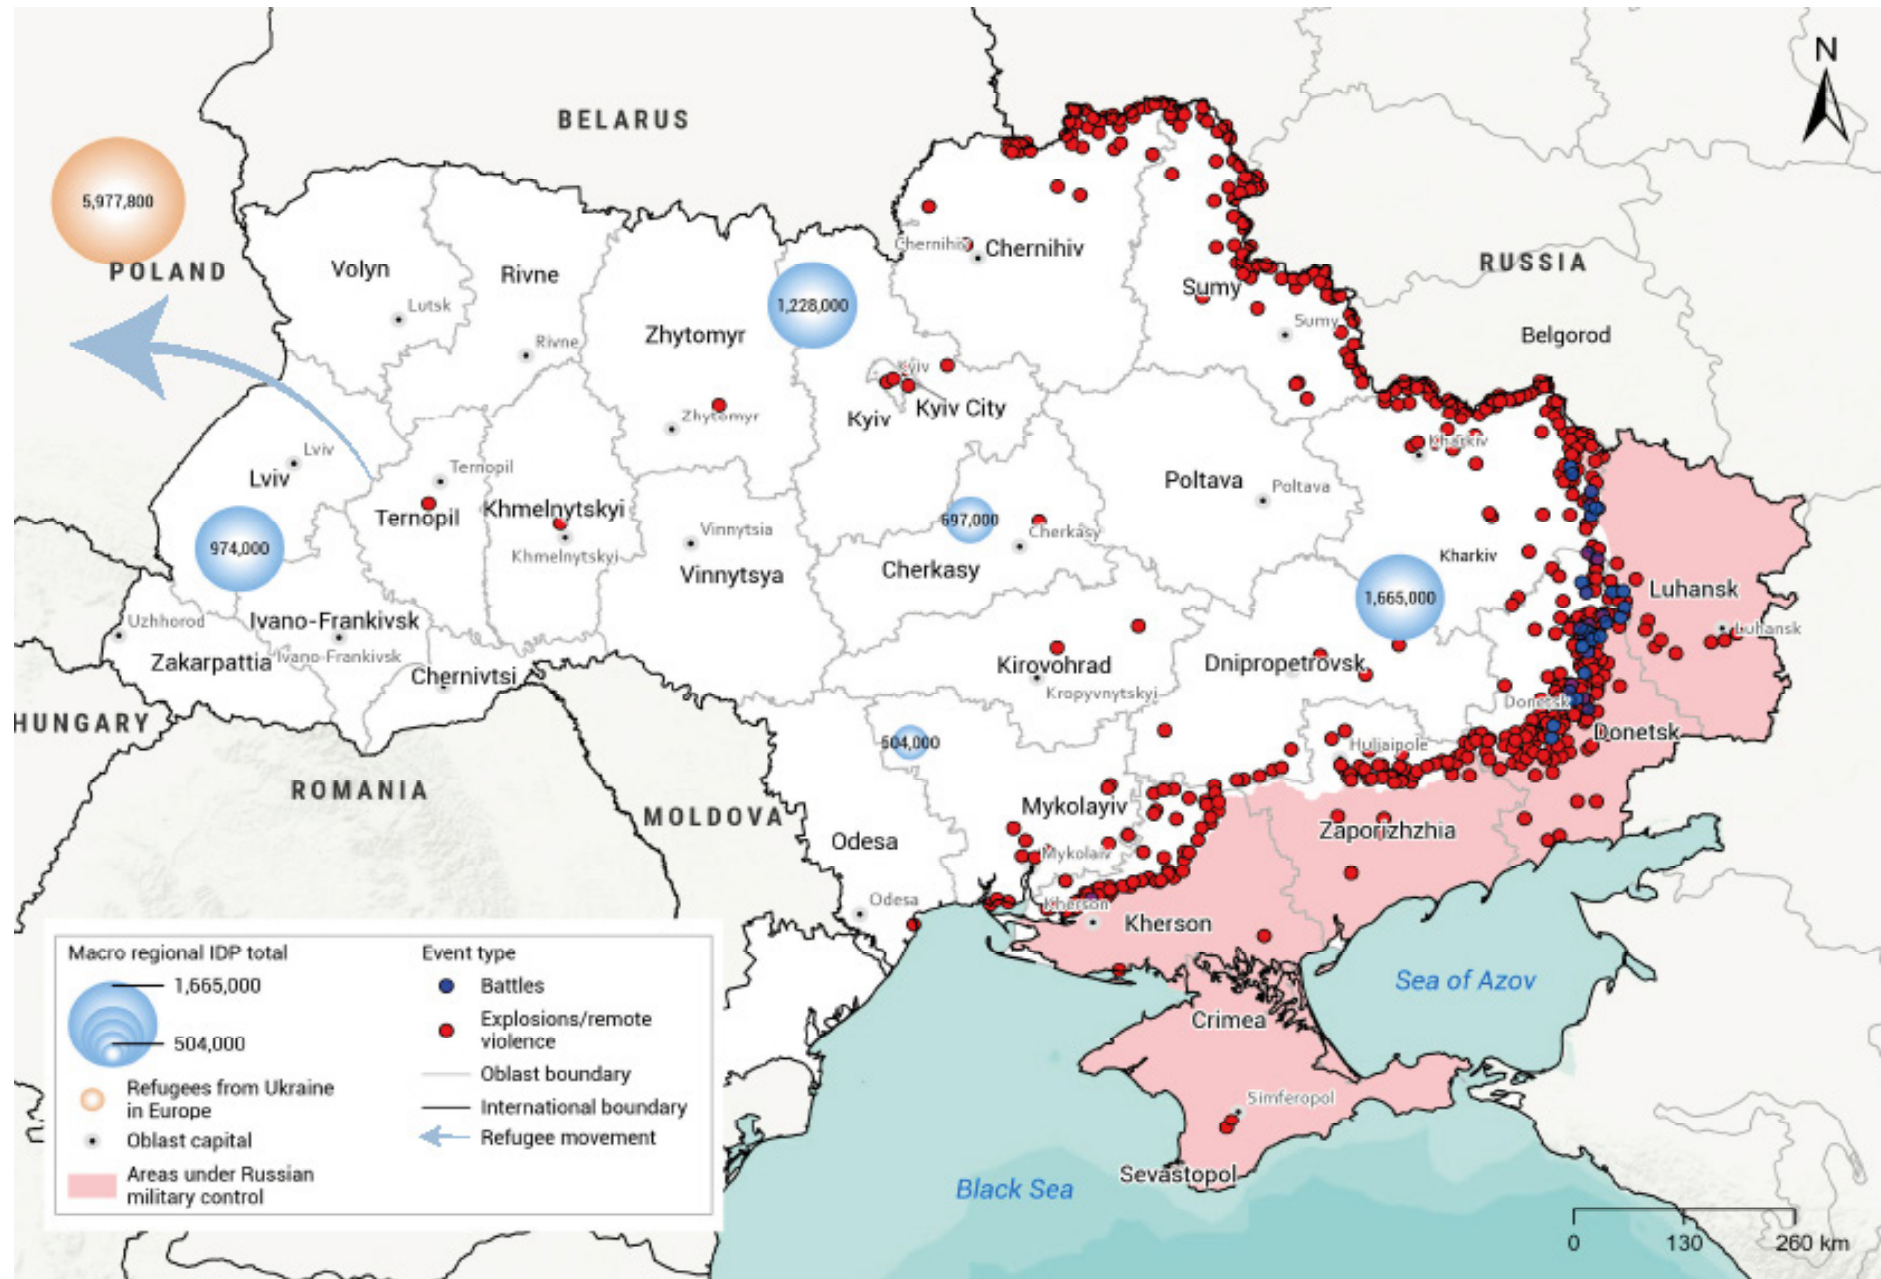 N
BELARUS
5,977,800
POLAND
RUSSIA
Volyn
Rivne
Chernihiv
Chernihiv
Lutsk
Rivne
Zhytomyr
1,228,000
Sumy
Sumy
Belgorod
Kyiv
Kyiv
Kyiv City
Zhytomyr
Lviv
Lviv
Ternopil
Ternopil
Khmelnytskyi
Khmelnytskyi
Vinnytsia
Vinnytsya
697,000
Cherkasy
Cherkasy
Poltava
Poltava
Kharkiv
Kharkiv
974,000
1,665,000
Luhansk
Luhansk
Uzhhorod
Ivano-Frankivsk
Ivano-Frankivsk
Zakarpattia
Chernivtsi
Kirovohrad
Kropyvnytskyi
Dnipropetrovsk
Donetsk
Donetsk
HUNGARY
504,000
Huliaipole
ROMANIA
MOLDOVA
Mykolayiv
Mykolaiv
Odesa
Odesa
Zaporizhzhia
Kherson
Kherson
Sea of Azov
Crimea
Simferopol
Sevastopol
Black Sea
Macro regional IDP total
1,665,000
504,000
Refugees from Ukraine
in Europe
Oblast capital
Areas under Russian
military control
Event type
Battles
Explosions/remote
violence
Oblast boundary
International boundary
Refugee movement
0 130 260 km